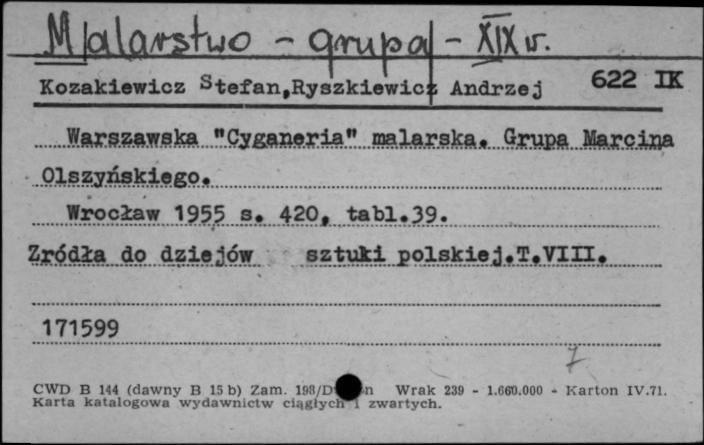 Malarstwo - grupa - XIX w.
Kozakiewicz Stefan,Ryszkiewicz Andrzej 622 IK
Warszawska "Cyganeria" malarska. Grupa Marcina
Olszyńskiego.
Wrocław 1955 s. 420, tabl.39.
Zródła do dziejów sztuki polskiej.T.VIII.
171599
7
CWD B 144 (dawny B 15 b) Zam. Wrak 239 - 1.660.000 - Karton IV.71.
Karta katalogowa wydawnictw ciągłych i zwartych.